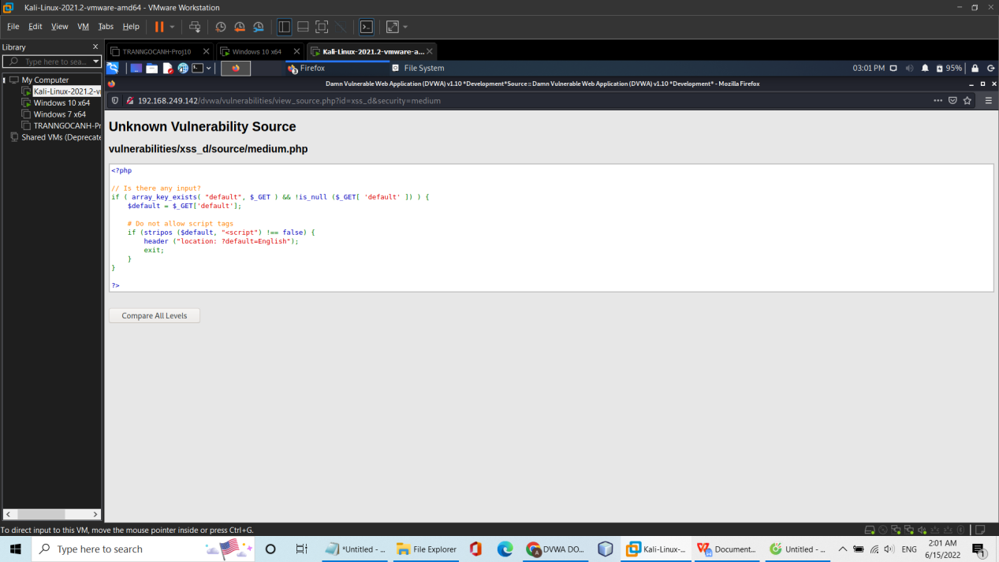 Kali-Linux-2021.2-vmware-amd64 - VMware Workstation
File Edit View VM Tabs Help
Library X
Type here to sea...
My Computer
Kali-Linux-2021.2-v
Windows 10 x64
Windows 7 x64
TRANNGOCANH-Pr
Shared VMs (Deprecate
TRANNGOCANH-Proj10 Windows 10 x64 Kali-Linux-2021.2-vmware-a...
3 Firefox File System 03:01 PM 95%
Damn Vulnerable Web Application (DVWA) v1.10 *Development*Source :: Damn Vulnerable Web Application (DVWA) v1.10 *Development* - Mozilla Firefox
192.168.249.142/dvwa/vulnerabilities/view_source.php?id=xss_d&security=medium
Unknown Vulnerability Source
vulnerabilities/xss_d/source/medium.php
<?php
// Is there any input?
if ( array_key_exists( "default", $_GET ) && !is_null ($_GET[ 'default' ]) ) {
$default = $_GET['default'];
# Do not allow script tags
if (stripos ($default, "<script") !== false) {
header ("location: ?default=English");
exit;
}
}
?>
Compare All Levels
To direct input to this VM, move the mouse pointer inside or press Ctrl+G.
Type here to search
*Untitled - ... File Explorer DVWA DO... Kali-Linux-... Document... Untitled - ... ENG
2:01 AM
6/15/2022
1